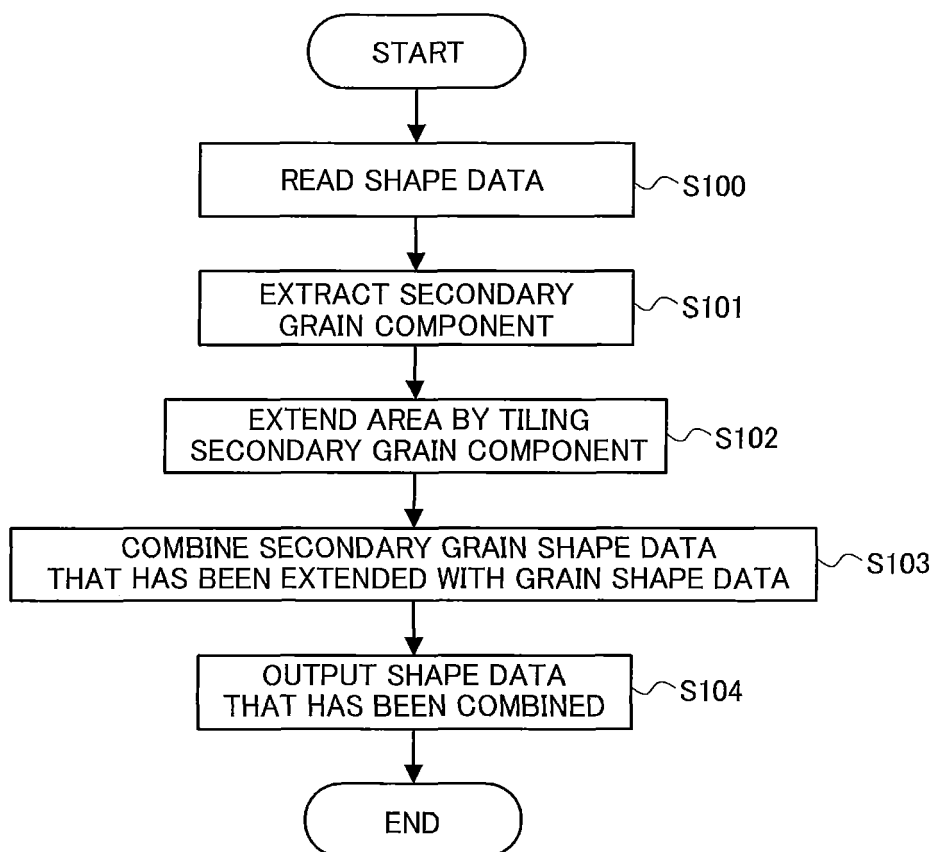 START
READ SHAPE DATA
S100
EXTRACT SECONDARY
GRAIN COMPONENT
S101
EXTEND AREA BY TILING
SECONDARY GRAIN COMPONENT
S102
COMBINE SECONDARY GRAIN SHAPE DATA
THAT HAS BEEN EXTENDED WITH GRAIN SHAPE DATA
S103
OUTPUT SHAPE DATA
THAT HAS BEEN COMBINED
S104
END